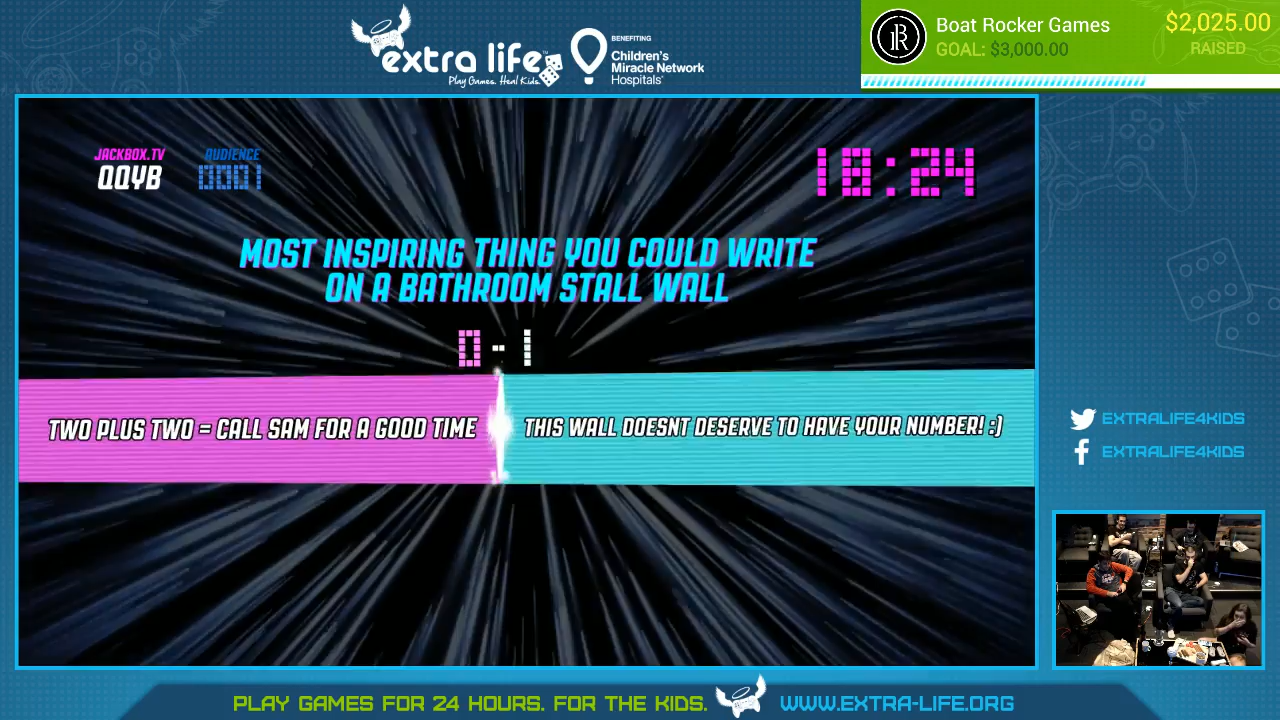 extra life
Play Games. Heal Kids.
BENEFITING
Children's
Miracle Network
Hospitals
Boat Rocker Games
GOAL: $3,000.00
$2,025.00
RAISED
JACKBOX.TV
QQYB
AUDIENCE
0001
18:24
MOST INSPIRING THING YOU COULD WRITE
ON A BATHROOM STALL WALL
0-1
TWO PLUS TWO = CALL SAM FOR A GOOD TIME
THIS WALL DOESNT DESERVE TO HAVE YOUR NUMBER! :)
EXTRALIFE4KIDS
EXTRALIFE4KIDS
PLAY GAMES FOR 24 HOURS. FOR THE KIDS.
WWW.EXTRA-LIFE.ORG